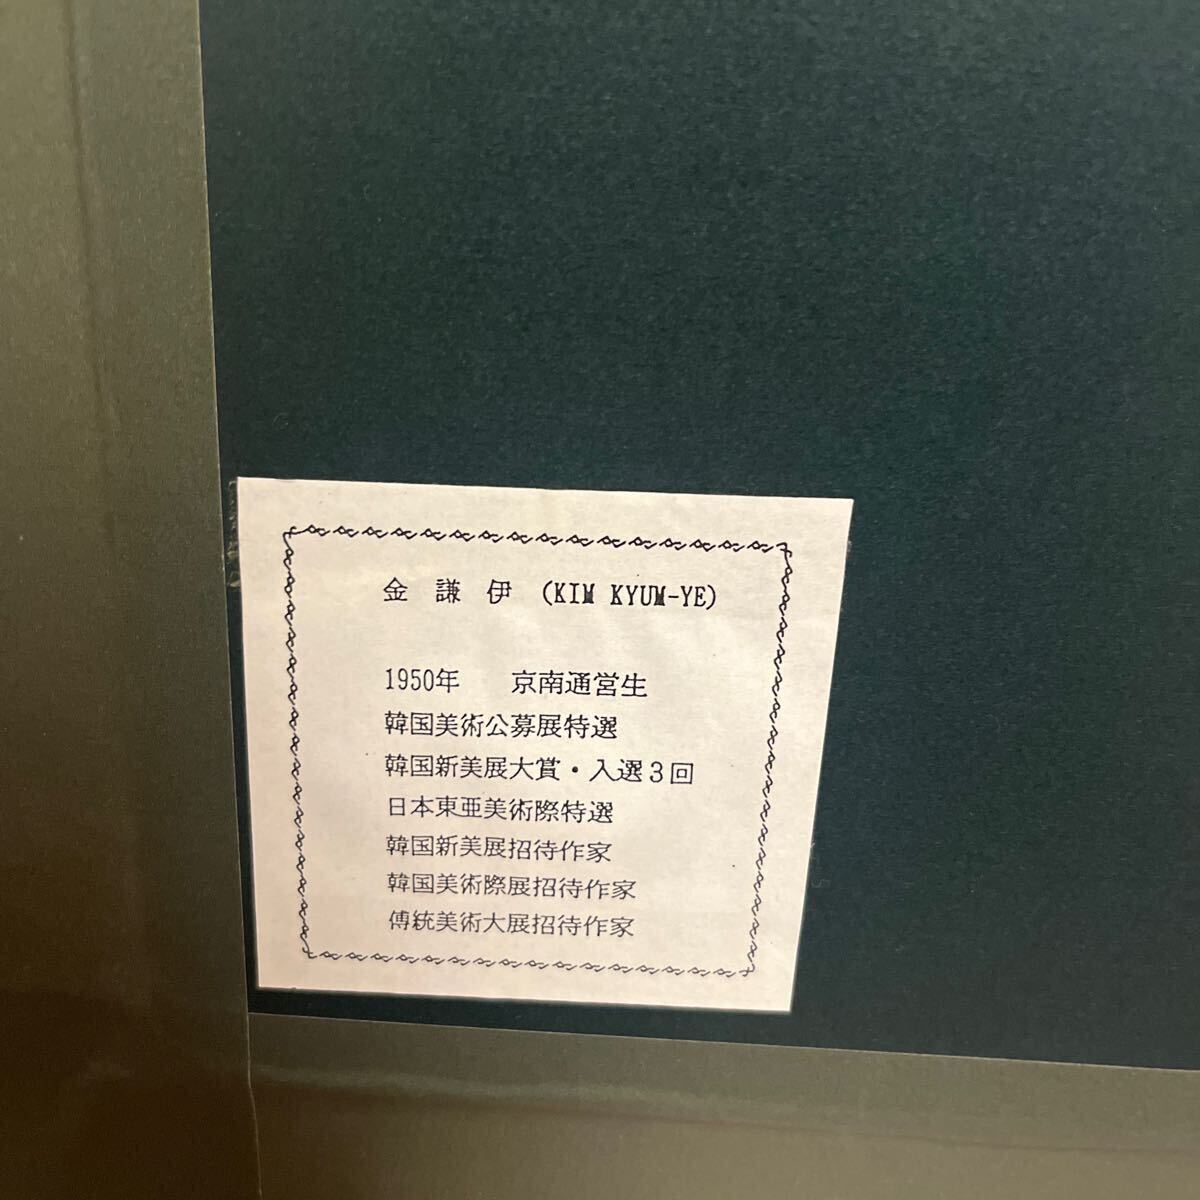 金 謙 伊 (KIM KYUM-YE)
1950年 京南通営生
韓国美術公募展特選
韓国新美展大賞・入選3回
日本東亜美術際特選
韓国新美展招待作家
韓国美術際展招待作家
傅統美術大展招待作家